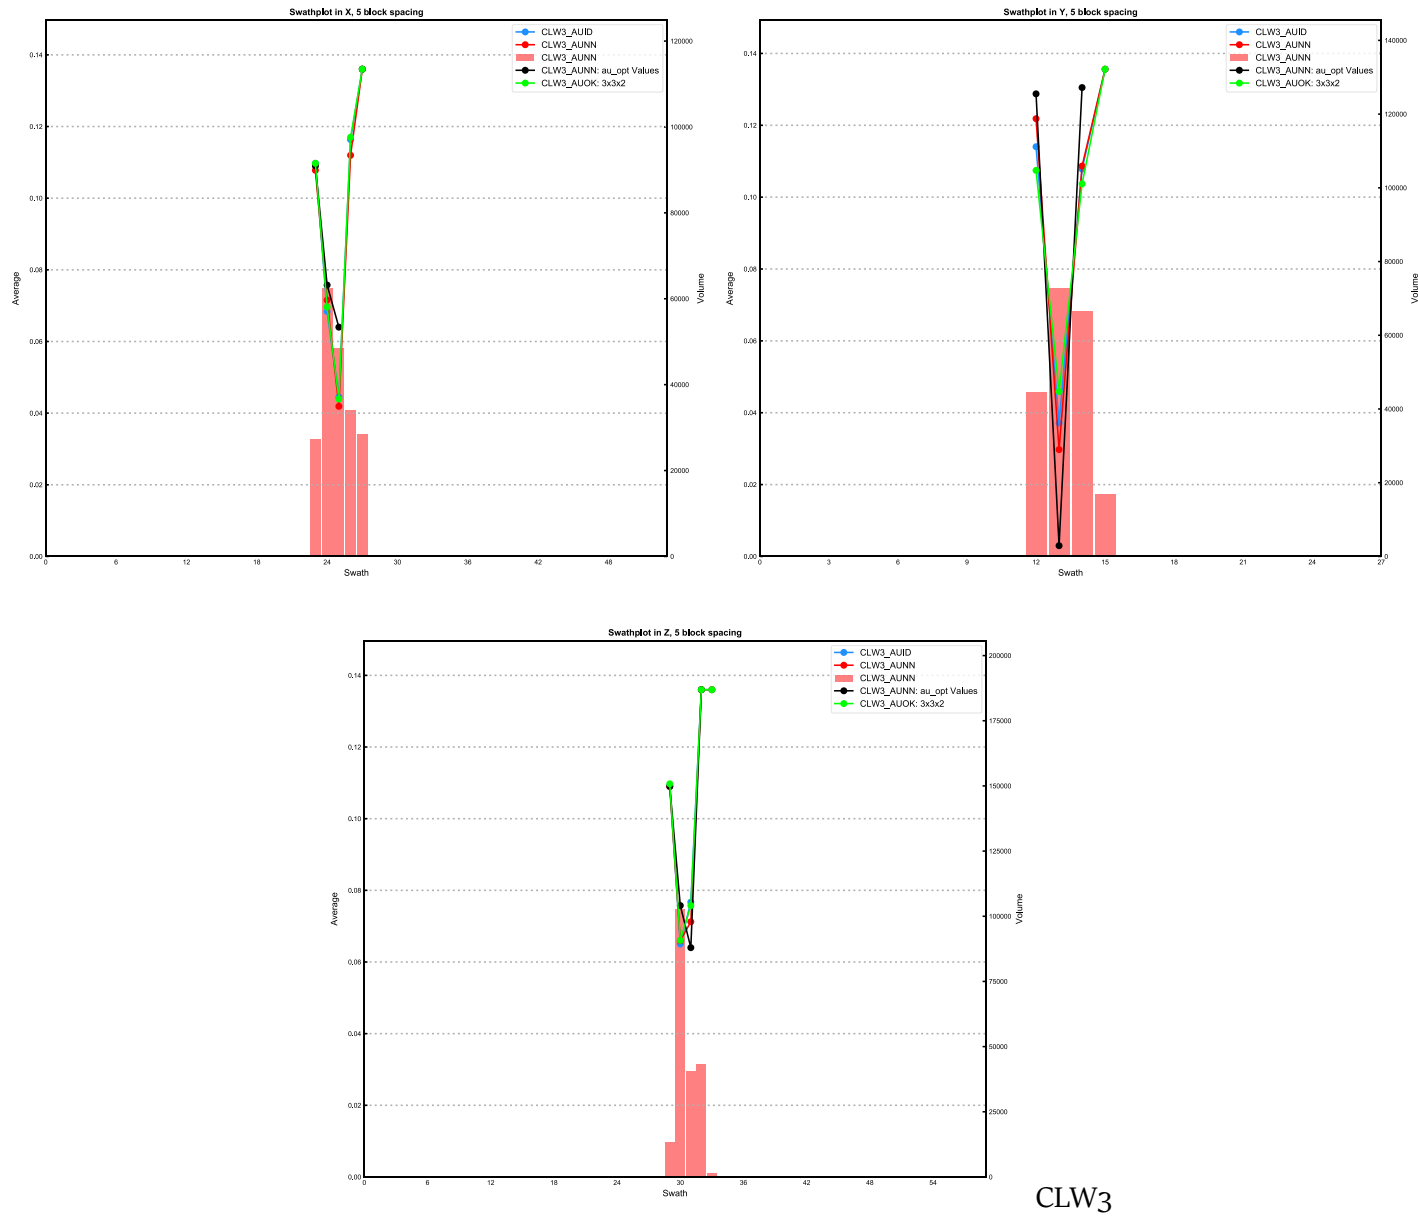 Swathplot in X, 5 block spacing
CLW3_AUID
CLW3_AUNN
CLW3_AUNN
CLW3_AUNN: au_opt Values
CLW3_AUOK: 3x3x2
0.14
0.12
0.10
0.08
0.06
0.04
0.02
0.00
Average
120000
100000
80000
60000
40000
20000
0
Volume
0 6 12 18 24 30 36 42 48
Swath
Swathplot in Y, 5 block spacing
CLW3_AUID
CLW3_AUNN
CLW3_AUNN
CLW3_AUNN: au_opt Values
CLW3_AUOK: 3x3x2
0.14
0.12
0.10
0.08
0.06
0.04
0.02
0.00
Average
140000
120000
100000
80000
60000
40000
20000
0
Volume
0 3 6 9 12 15 18 21 24 27
Swath
Swathplot in Z, 5 block spacing
CLW3_AUID
CLW3_AUNN
CLW3_AUNN
CLW3_AUNN: au_opt Values
CLW3_AUOK: 3x3x2
0.14
0.12
0.10
0.08
0.06
0.04
0.02
0.00
Average
200000
175000
150000
125000
100000
75000
50000
25000
0
Volume
0 6 12 18 24 30 36 42 48 54
Swath
CLW3